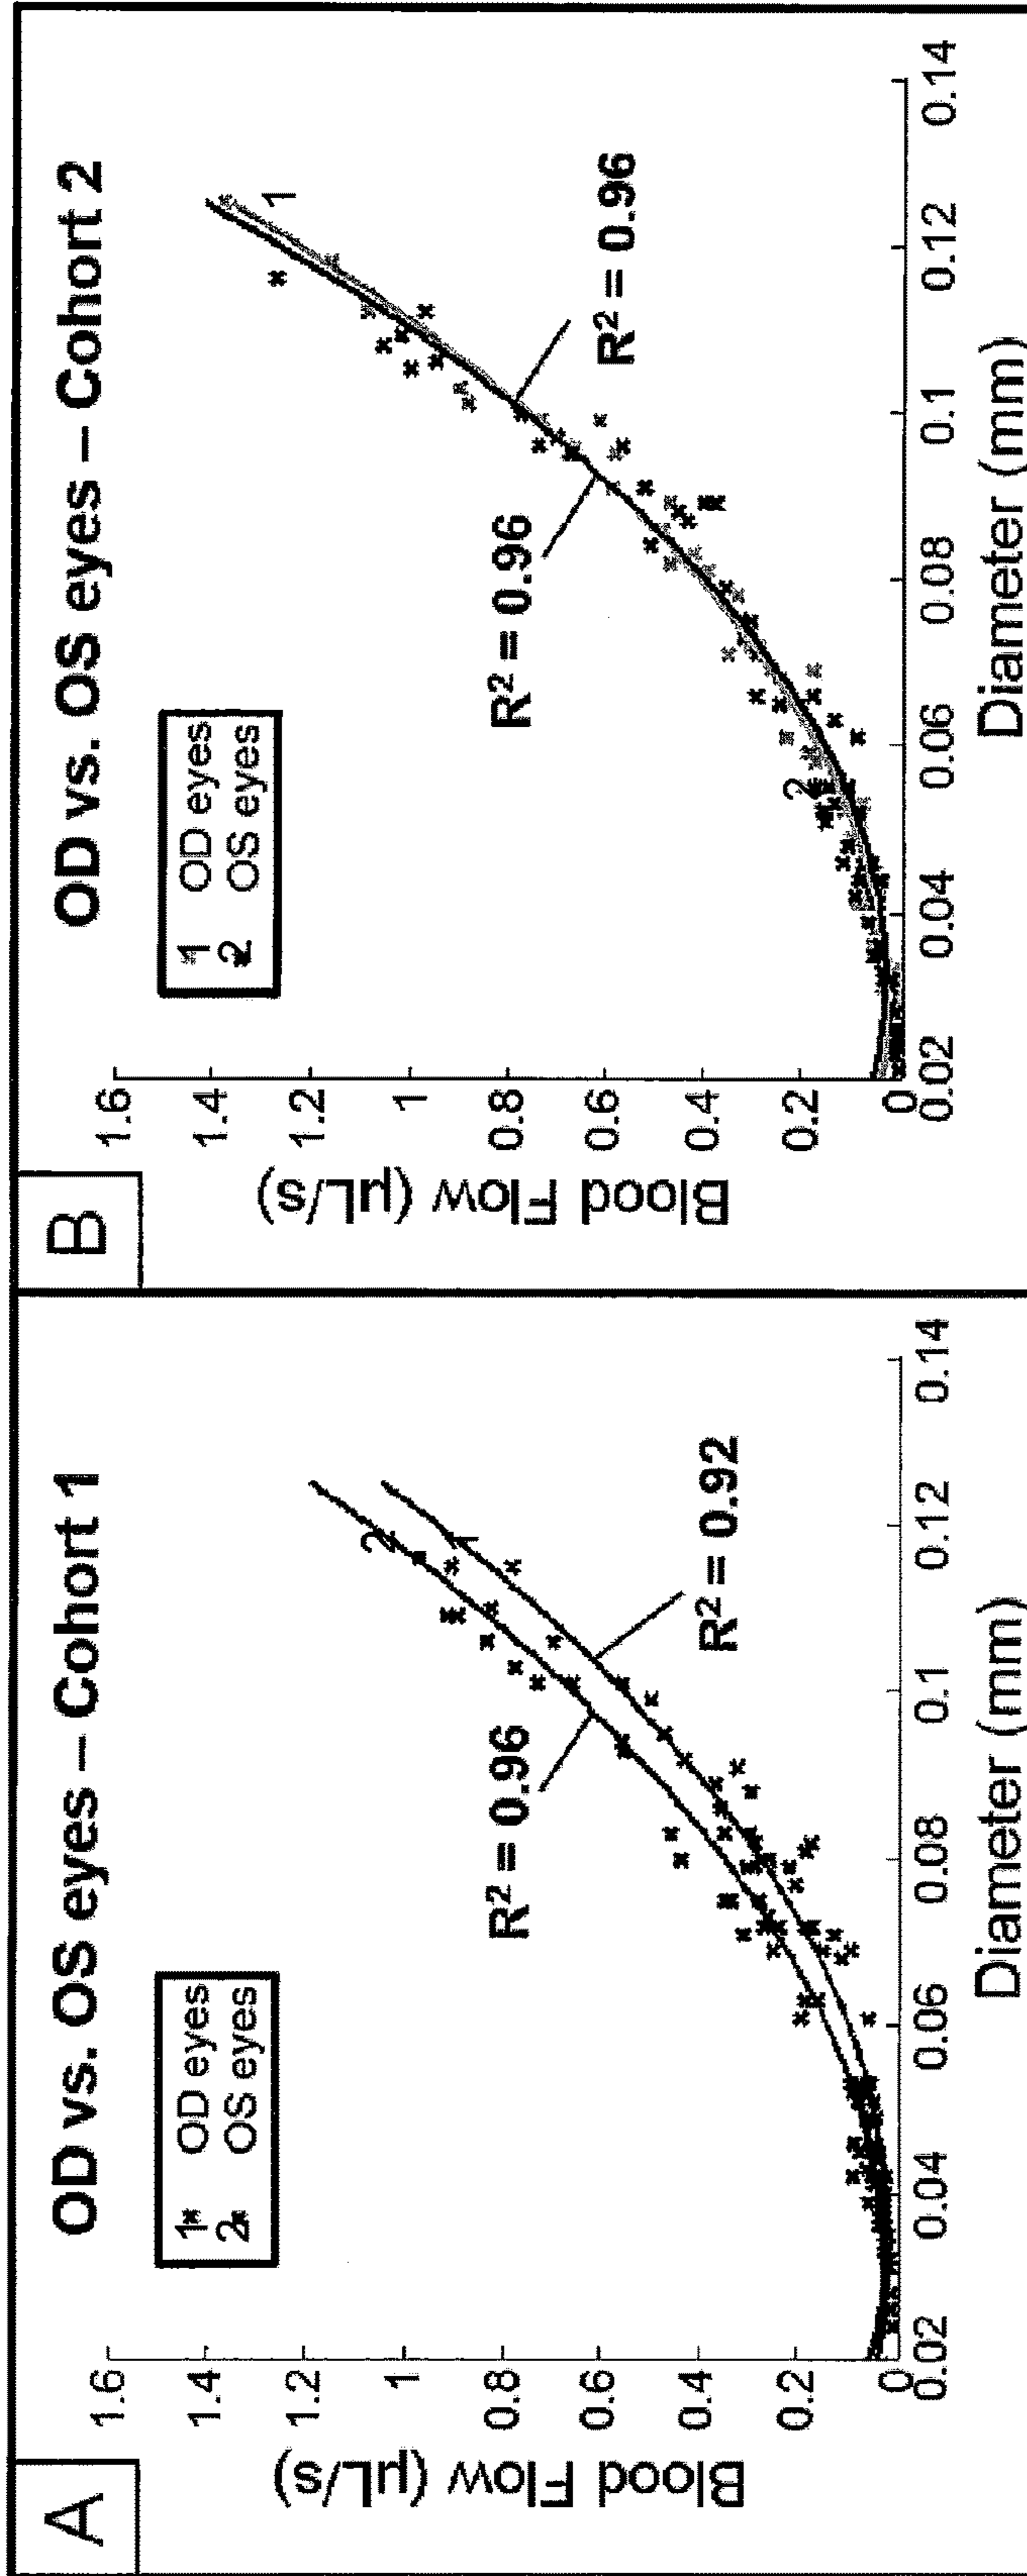 A
OD vs. OS eyes – Cohort 1
1 OD eyes
2 OS eyes
Blood Flow (µL/s)
1.6
1.4
1.2
1
0.8
0.6
0.4
0.2
0
2
1
R² = 0.96
R² = 0.92
0.02
0.04
0.06
0.08
0.1
0.12
0.14
Diameter (mm)
B
OD vs. OS eyes – Cohort 2
1 OD eyes
2 OS eyes
Blood Flow (µL/s)
1.6
1.4
1.2
1
0.8
0.6
0.4
0.2
0
1
2
R² = 0.96
R² = 0.96
0.02
0.04
0.06
0.08
0.1
0.12
0.14
Diameter (mm)